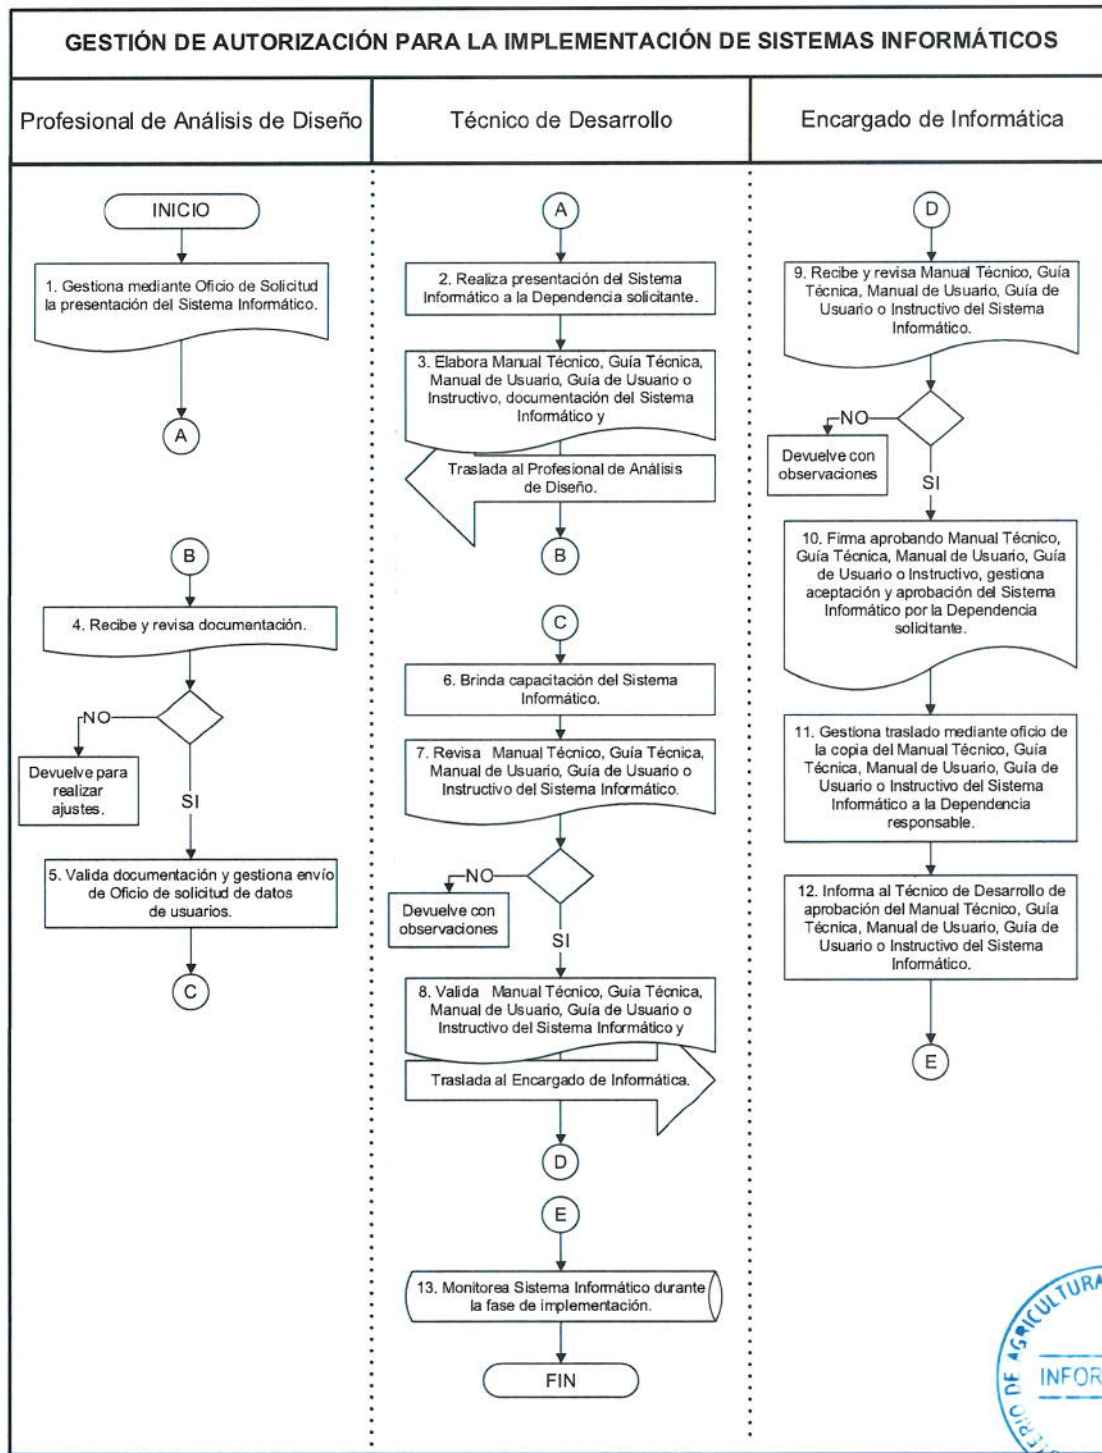 GESTIÓN DE AUTORIZACIÓN PARA LA IMPLEMENTACIÓN DE SISTEMAS INFORMÁTICOS
Profesional de Análisis de Diseño
Técnico de Desarrollo
Encargado de Informática
INICIO
1. Gestiona mediante Oficio de Solicitud
la presentación del Sistema Informático.
A
B
4. Recibe y revisa documentación.
NO
Devuelve para
realizar
ajustes.
SI
5. Valida documentación y gestiona envío
de Oficio de solicitud de datos
de usuarios.
C
A
2. Realiza presentación del Sistema
Informático a la Dependencia solicitante.
3. Elabora Manual Técnico, Guía Técnica,
Manual de Usuario, Guía de Usuario o
Instructivo, documentación del Sistema
Informático y
Traslada al Profesional de Análisis
de Diseño.
B
C
6. Brinda capacitación del Sistema
Informático.
7. Revisa Manual Técnico, Guía Técnica,
Manual de Usuario, Guía de Usuario o
Instructivo del Sistema Informático.
NO
Devuelve con
observaciones
SI
8. Valida Manual Técnico, Guía Técnica,
Manual de Usuario, Guía de Usuario o
Instructivo del Sistema Informático y
Traslada al Encargado de Informática.
D
E
13. Monitorea Sistema Informático durante
la fase de implementación.
FIN
D
9. Recibe y revisa Manual Técnico, Guía
Técnica, Manual de Usuario, Guía de
Usuario o Instructivo del Sistema
Informático.
NO
Devuelve con
observaciones
SI
10. Firma aprobando Manual Técnico,
Guía Técnica, Manual de Usuario, Guía
de Usuario o Instructivo, gestiona
aceptación y aprobación del Sistema
Informático por la Dependencia
solicitante.
11. Gestiona traslado mediante oficio de
la copia del Manual Técnico, Guía
Técnica, Manual de Usuario, Guía de
Usuario o Instructivo del Sistema
Informático a la Dependencia
responsable.
12. Informa al Técnico de Desarrollo de
aprobación del Manual Técnico, Guía
Técnica, Manual de Usuario, Guía de
Usuario o Instructivo del Sistema
Informático.
E
TERIO DE AGRICULTURA
INFOR